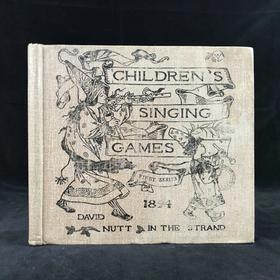 CHILDREN'S
SINGING
GAMES
FIRST SERIES
1894
DAVID
NUTT IN THE STRAND